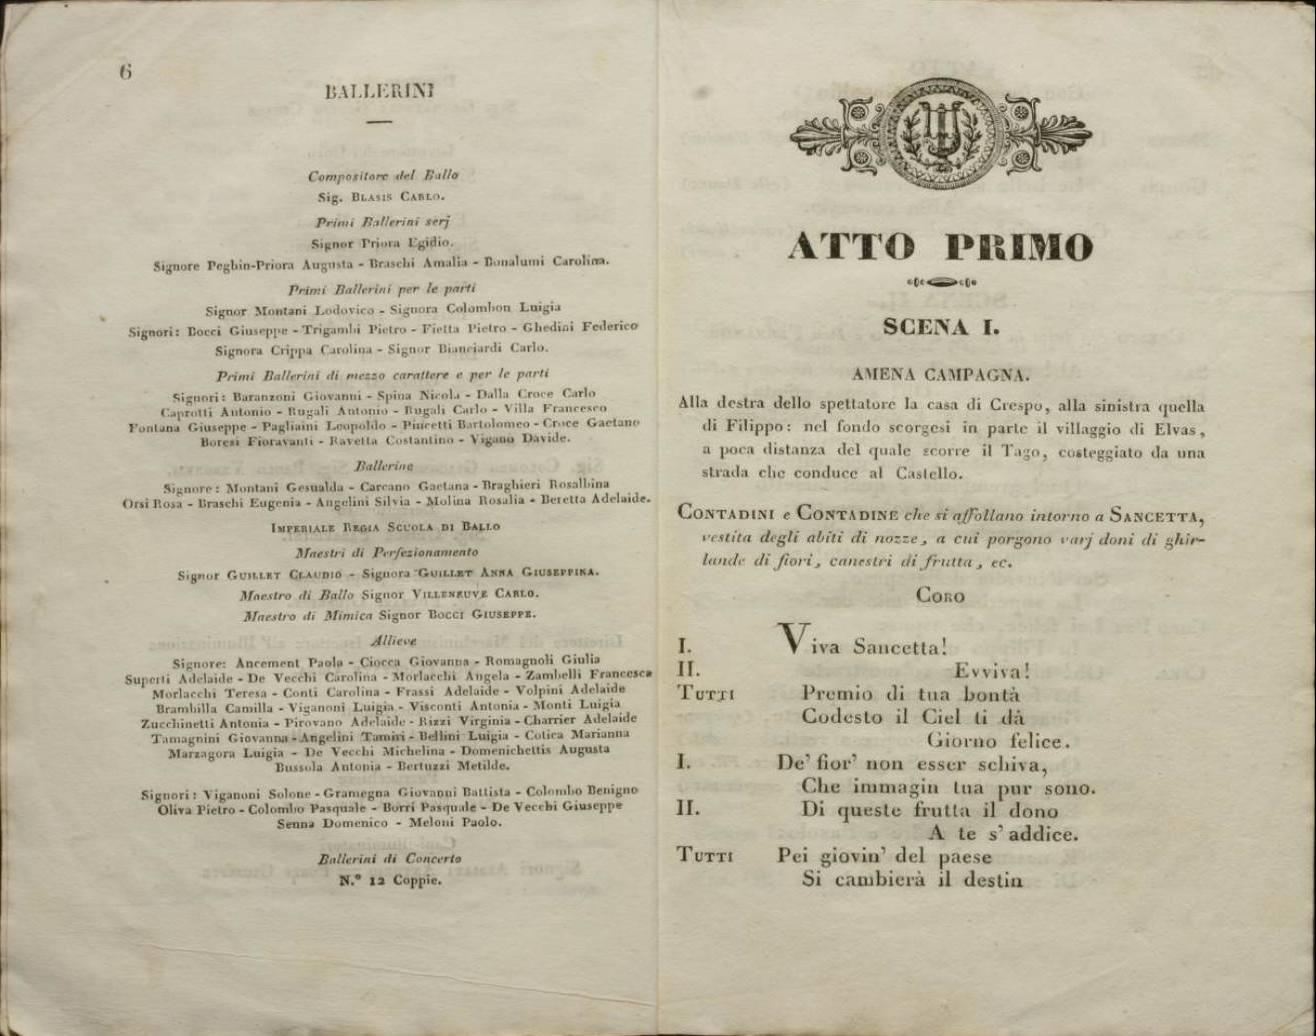 6
BALLERINI
Compositore del Ballo
Sig. BLASIS CARLO.
Primi Ballerini serj
Signor Priora Egidio.
Signore Peghin-Priora Augusta - Braschi Amalia - Bonalumi Carolina.
Primi Ballerini per le parti
Signor Montani Lodovico - Signora Colombon Luigia
Signori: Bocci Giuseppe - Trigambi Pietro - Fietta Pietro - Ghedini Federico
Signora Crippa Carolina - Signor Bianciardi Carlo.
Primi Ballerini di mezzo carattere e per le parti
Signori: Baranzoni Giovanni - Spina Nicola - Dalla Croce Carlo
Caprotti Antonio - Rugali Antonio - Rugali Carlo - Villa Francesco
Fontana Giuseppe - Pagliaini Leopoldo - Pincetti Bartolomeo - Croce Gaetano
Boresi Fioravanti - Ravetta Costantino - Viganò Davide.
Ballerine
Signore: Montani Gesualda - Carcano Gaetana - Braghieri Rosalbina
Orsi Rosa - Braschi Eugenia - Angelini Silvia - Molina Rosalia - Beretta Adelaide.
IMPERIALE REGIA SCUOLA DI BALLO
Maestri di Perfezionamento
Signor GUILLET CLAUDIO - Signora GUILLET ANNA GIUSEPPINA.
Maestro di Ballo Signor VILLENEUVE CARLO.
Maestro di Mimica Signor BOCCI GIUSEPPE.
Allieve
Signore: Ancement Paola - Ciocca Giovanna - Romagnoli Giulia
Superti Adelaide - De Vecchi Carolina - Morlacchi Angela - Zambelli Francesca
Morlacchi Teresa - Conti Carolina - Frassi Adelaide - Volpini Adelaide
Brambilla Camilla - Viganoni Luigia - Visconti Antonia - Monti Luigia
Zucchinetti Antonia - Pirovano Adelaide - Rizzi Virginia - Charrier Adelaide
Tamagnini Giovanna - Angelini Tamiri - Bellini Luigia - Cotica Marianna
Marzagora Luigia - De Vecchi Michelina - Domenichettis Augusta
Bussola Antonia - Bertuzzi Metilde.
Signori: Viganoni Solone - Gramegna Giovanni Battista - Colombo Benigno
Oliva Pietro - Colombo Pasquale - Borri Pasquale - De Vecchi Giuseppe
Senna Domenico - Meloni Paolo.
Ballerini di Concerto
N.º 12 Coppie.
ATTO PRIMO
SCENA I.
AMENA CAMPAGNA.
Alla destra dello spettatore la casa di Crespo, alla sinistra quella
di Filippo: nel fondo scorgesi in parte il villaggio di Elvas,
a poca distanza del quale scorre il Tago, costeggiato da una
strada che conduce al Castello.
CONTADINI e CONTADINE che si affollano intorno a SANCETTA,
vestita degli abiti di nozze, a cui porgono varj doni di ghir-
lande di fiori, canestri di frutta, ec.
CORO
I. Viva Sancetta!
II. Evviva!
TUTTI Premio di tua bontà
Codesto il Ciel ti dà
Giorno felice.
I. De' fior' non esser schiva,
Che immagin tua pur sono.
II. Di queste frutta il dono
A te s'addice.
TUTTI Pei giovin' del paese
Si cambierà il destin